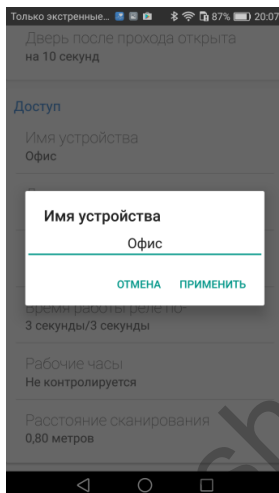 Только экстренные... 87% 20:07
Дверь после прохода открыта
на 10 секунд
Доступ
Имя устройства
Офис
Имя устройства
Офис
ОТМЕНА ПРИМЕНИТЬ
Время работы реле по-
3 секунды/3 секунды
Рабочие часы
Не контролируется
Расстояние сканирования
0,80 метров